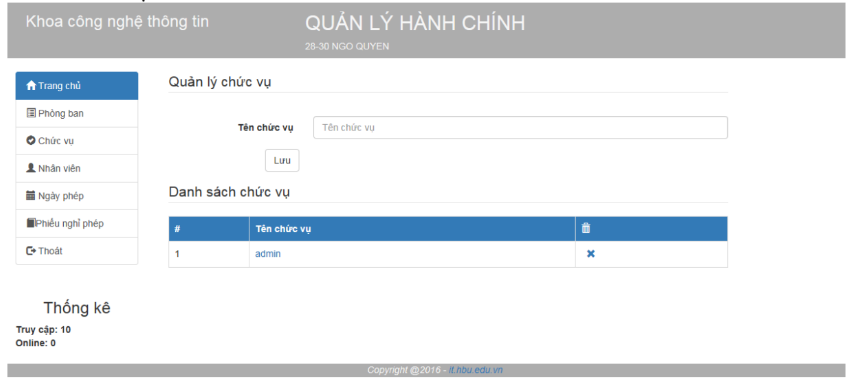 Khoa công nghệ thông tin
QUẢN LÝ HÀNH CHÍNH
28-30 NGO QUYEN
Trang chủ
Phòng ban
Chức vụ
Nhân viên
Ngày phép
Phiếu nghỉ phép
Thoát
Thống kê
Truy cập: 10
Online: 0
Quản lý chức vụ
Tên chức vụ Tên chức vụ
Lưu
Danh sách chức vụ
# Tên chức vụ
1 admin
Copyright @2016 - it.hbu.edu.vn